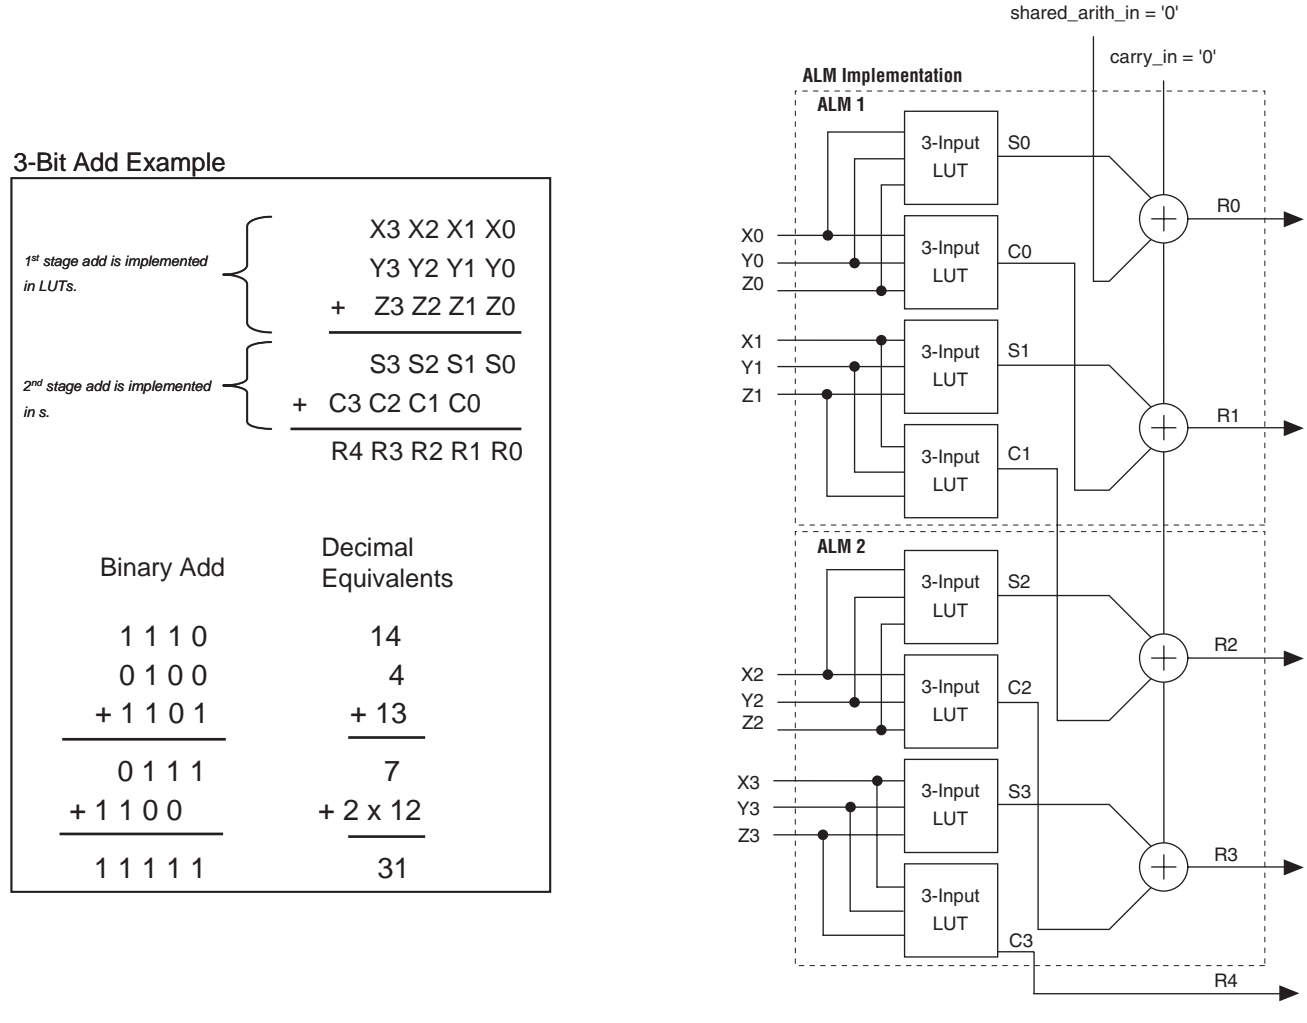 3-Bit Add Example
1st stage add is implemented
in LUTs.
X3 X2 X1 X0
Y3 Y2 Y1 Y0
+ Z3 Z2 Z1 Z0
2nd stage add is implemented
in s.
S3 S2 S1 S0
+ C3 C2 C1 C0
R4 R3 R2 R1 R0
Binary Add
1 1 1 0
0 1 0 0
+ 1 1 0 1
0 1 1 1
+ 1 1 0 0
1 1 1 1 1
Decimal
Equivalents
14
4
+ 13
7
+ 2 x 12
31
shared_arith_in = '0'
carry_in = '0'
ALM Implementation
ALM 1
3-Input
LUT
S0
R0
X0
Y0
Z0
3-Input
LUT
C0
X1
Y1
Z1
3-Input
LUT
S1
R1
3-Input
LUT
C1
ALM 2
3-Input
LUT
S2
R2
X2
Y2
Z2
3-Input
LUT
C2
X3
Y3
Z3
3-Input
LUT
S3
R3
3-Input
LUT
C3
R4